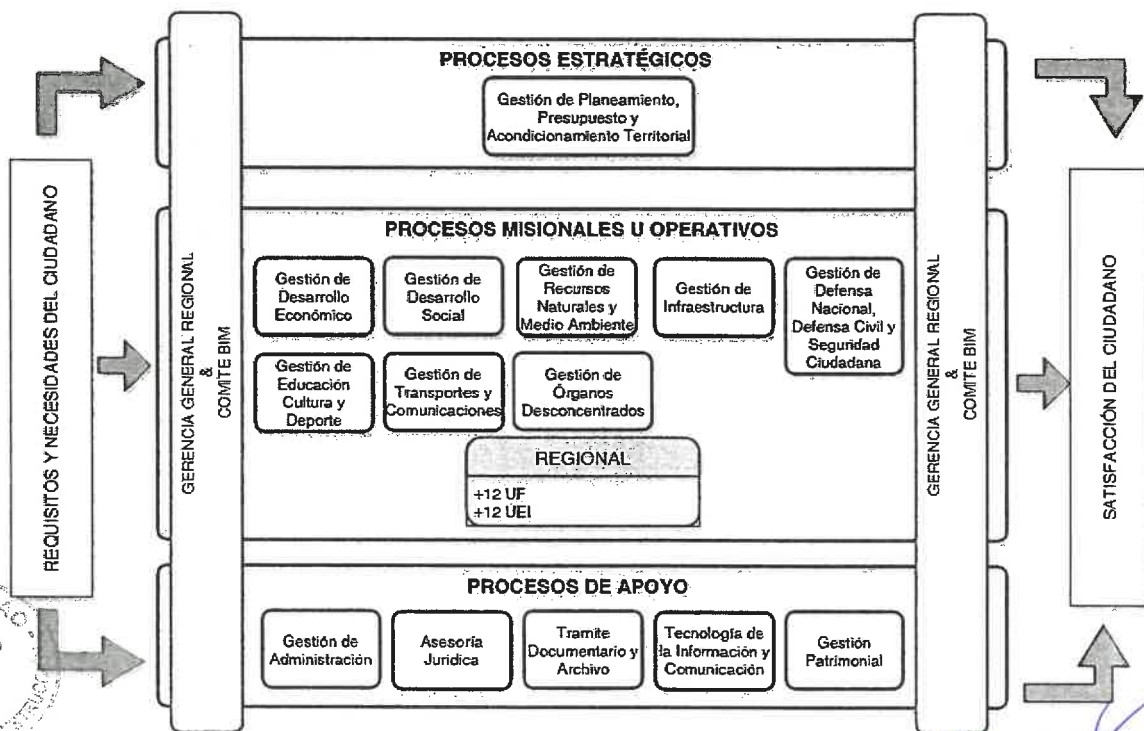 PROCESOS ESTRATÉGICOS
Gestión de Planeamiento,
Presupuesto y
Acondicionamiento Territorial
REQUISITOS Y NECESIDADES DEL CIUDADANO
GERENCIA GENERAL REGIONAL
&
COMITE BIM
PROCESOS MISIONALES U OPERATIVOS
Gestión de
Desarrollo
Económico
Gestión de
Desarrollo
Social
Gestión de
Recursos
Naturales y
Medio Ambiente
Gestión de
Infraestructura
Gestión de
Defensa
Nacional,
Defensa Civil y
Seguridad
Ciudadana
Gestión de
Educación
Cultura y
Deporte
Gestión de
Transportes y
Comunicaciones
Gestión de
Órganos
Desconcentrados
REGIONAL
+12 UF
+12 UEI
GERENCIA GENERAL REGIONAL
&
COMITE BIM
SATISFACCIÓN DEL CIUDADANO
PROCESOS DE APOYO
Gestión de
Administración
Asesoría
Jurídica
Tramite
Documentario y
Archivo
Tecnología de
la Información y
Comunicación
Gestión
Patrimonial